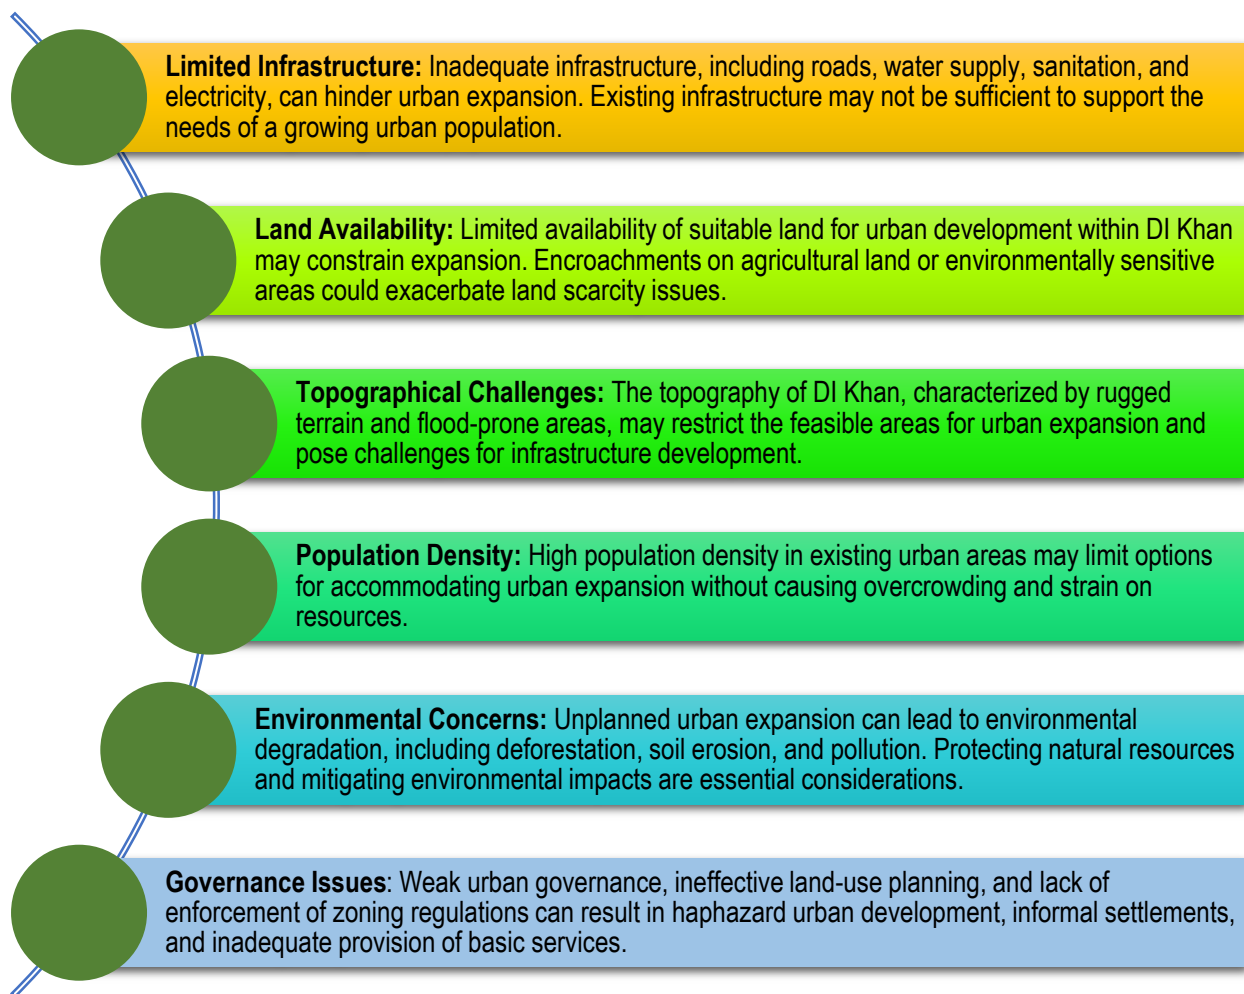 Limited Infrastructure: Inadequate infrastructure, including roads, water supply, sanitation, and
electricity, can hinder urban expansion. Existing infrastructure may not be sufficient to support the
needs of a growing urban population.
Land Availability: Limited availability of suitable land for urban development within DI Khan
may constrain expansion. Encroachments on agricultural land or environmentally sensitive
areas could exacerbate land scarcity issues.
Topographical Challenges: The topography of DI Khan, characterized by rugged
terrain and flood-prone areas, may restrict the feasible areas for urban expansion and
pose challenges for infrastructure development.
Population Density: High population density in existing urban areas may limit options
for accommodating urban expansion without causing overcrowding and strain on
resources.
Environmental Concerns: Unplanned urban expansion can lead to environmental
degradation, including deforestation, soil erosion, and pollution. Protecting natural resources
and mitigating environmental impacts are essential considerations.
Governance Issues: Weak urban governance, ineffective land-use planning, and lack of
enforcement of zoning regulations can result in haphazard urban development, informal settlements,
and inadequate provision of basic services.